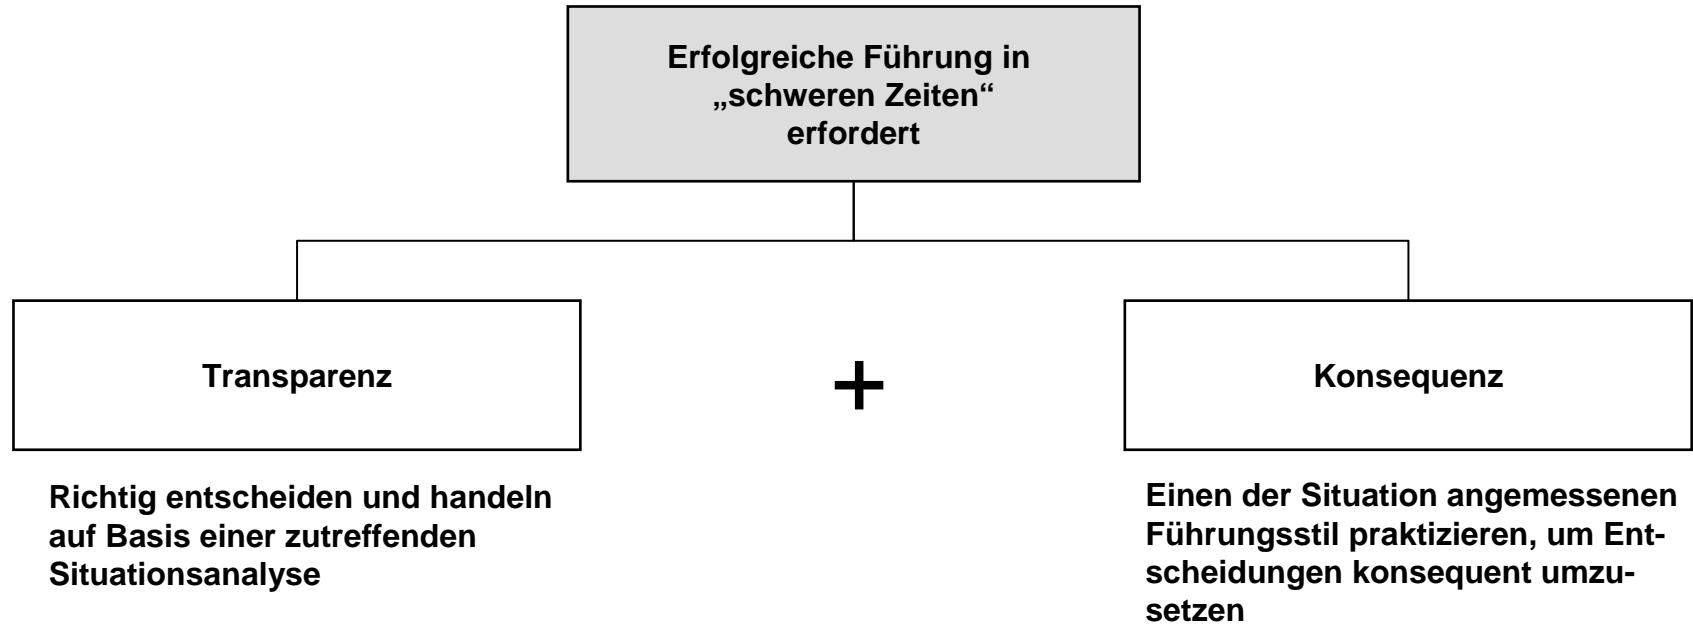 Erfolgreiche Führung in
„schweren Zeiten“
erfordert
Transparenz
+
Konsequenz
Richtig entscheiden und handeln
auf Basis einer zutreffenden
Situationsanalyse
Einen der Situation angemessenen
Führungsstil praktizieren, um Ent-
scheidungen konsequent umzu-
setzen